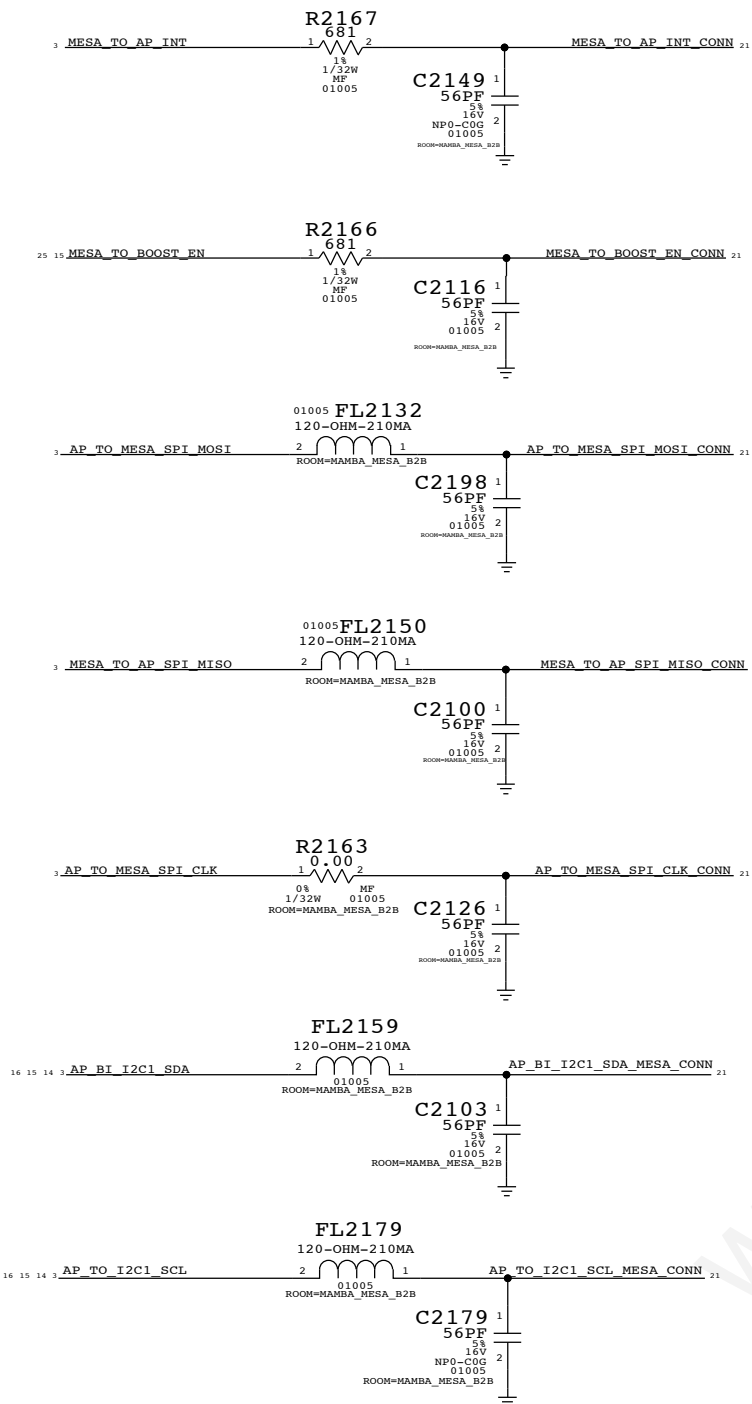 R2167
681
3 MESA_TO_AP_INT 1 2 MESA_TO_AP_INT_CONN 21
1%
1/32W
MF
01005
C2149 1
56PF
5%
16V
NP0-C0G 2
01005
ROOM=MAMBA_MESA_B2B
R2166
681
25 15 MESA_TO_BOOST_EN 1 2 MESA_TO_BOOST_EN_CONN 21
1%
1/32W
MF
01005
C2116 1
56PF
5%
16V
01005 2
ROOM=MAMBA_MESA_B2B
01005 FL2132
120-OHM-210MA
3 AP_TO_MESA_SPI_MOSI 2 1 AP_TO_MESA_SPI_MOSI_CONN 21
ROOM=MAMBA_MESA_B2B
C2198 1
56PF
5%
16V
01005 2
ROOM=MAMBA_MESA_B2B
01005 FL2150
120-OHM-210MA
3 MESA_TO_AP_SPI_MISO 2 1 MESA_TO_AP_SPI_MISO_CONN
ROOM=MAMBA_MESA_B2B
C2100 1
56PF
5%
16V
01005 2
ROOM=MAMBA_MESA_B2B
R2163
0.00
3 AP_TO_MESA_SPI_CLK 1 2 AP_TO_MESA_SPI_CLK_CONN 21
0% MF
1/32W 01005
ROOM=MAMBA_MESA_B2B
C2126 1
56PF
5%
16V
01005 2
ROOM=MAMBA_MESA_B2B
FL2159
120-OHM-210MA
16 15 14 3 AP_BI_I2C1_SDA 2 1 AP_BI_I2C1_SDA_MESA_CONN 21
01005
ROOM=MAMBA_MESA_B2B
C2103 1
56PF
5%
16V
01005 2
ROOM=MAMBA_MESA_B2B
FL2179
120-OHM-210MA
16 15 14 3 AP_TO_I2C1_SCL 2 1 AP_TO_I2C1_SCL_MESA_CONN 21
01005
ROOM=MAMBA_MESA_B2B
C2179 1
56PF
5%
16V
NP0-C0G 2
01005
ROOM=MAMBA_MESA_B2B